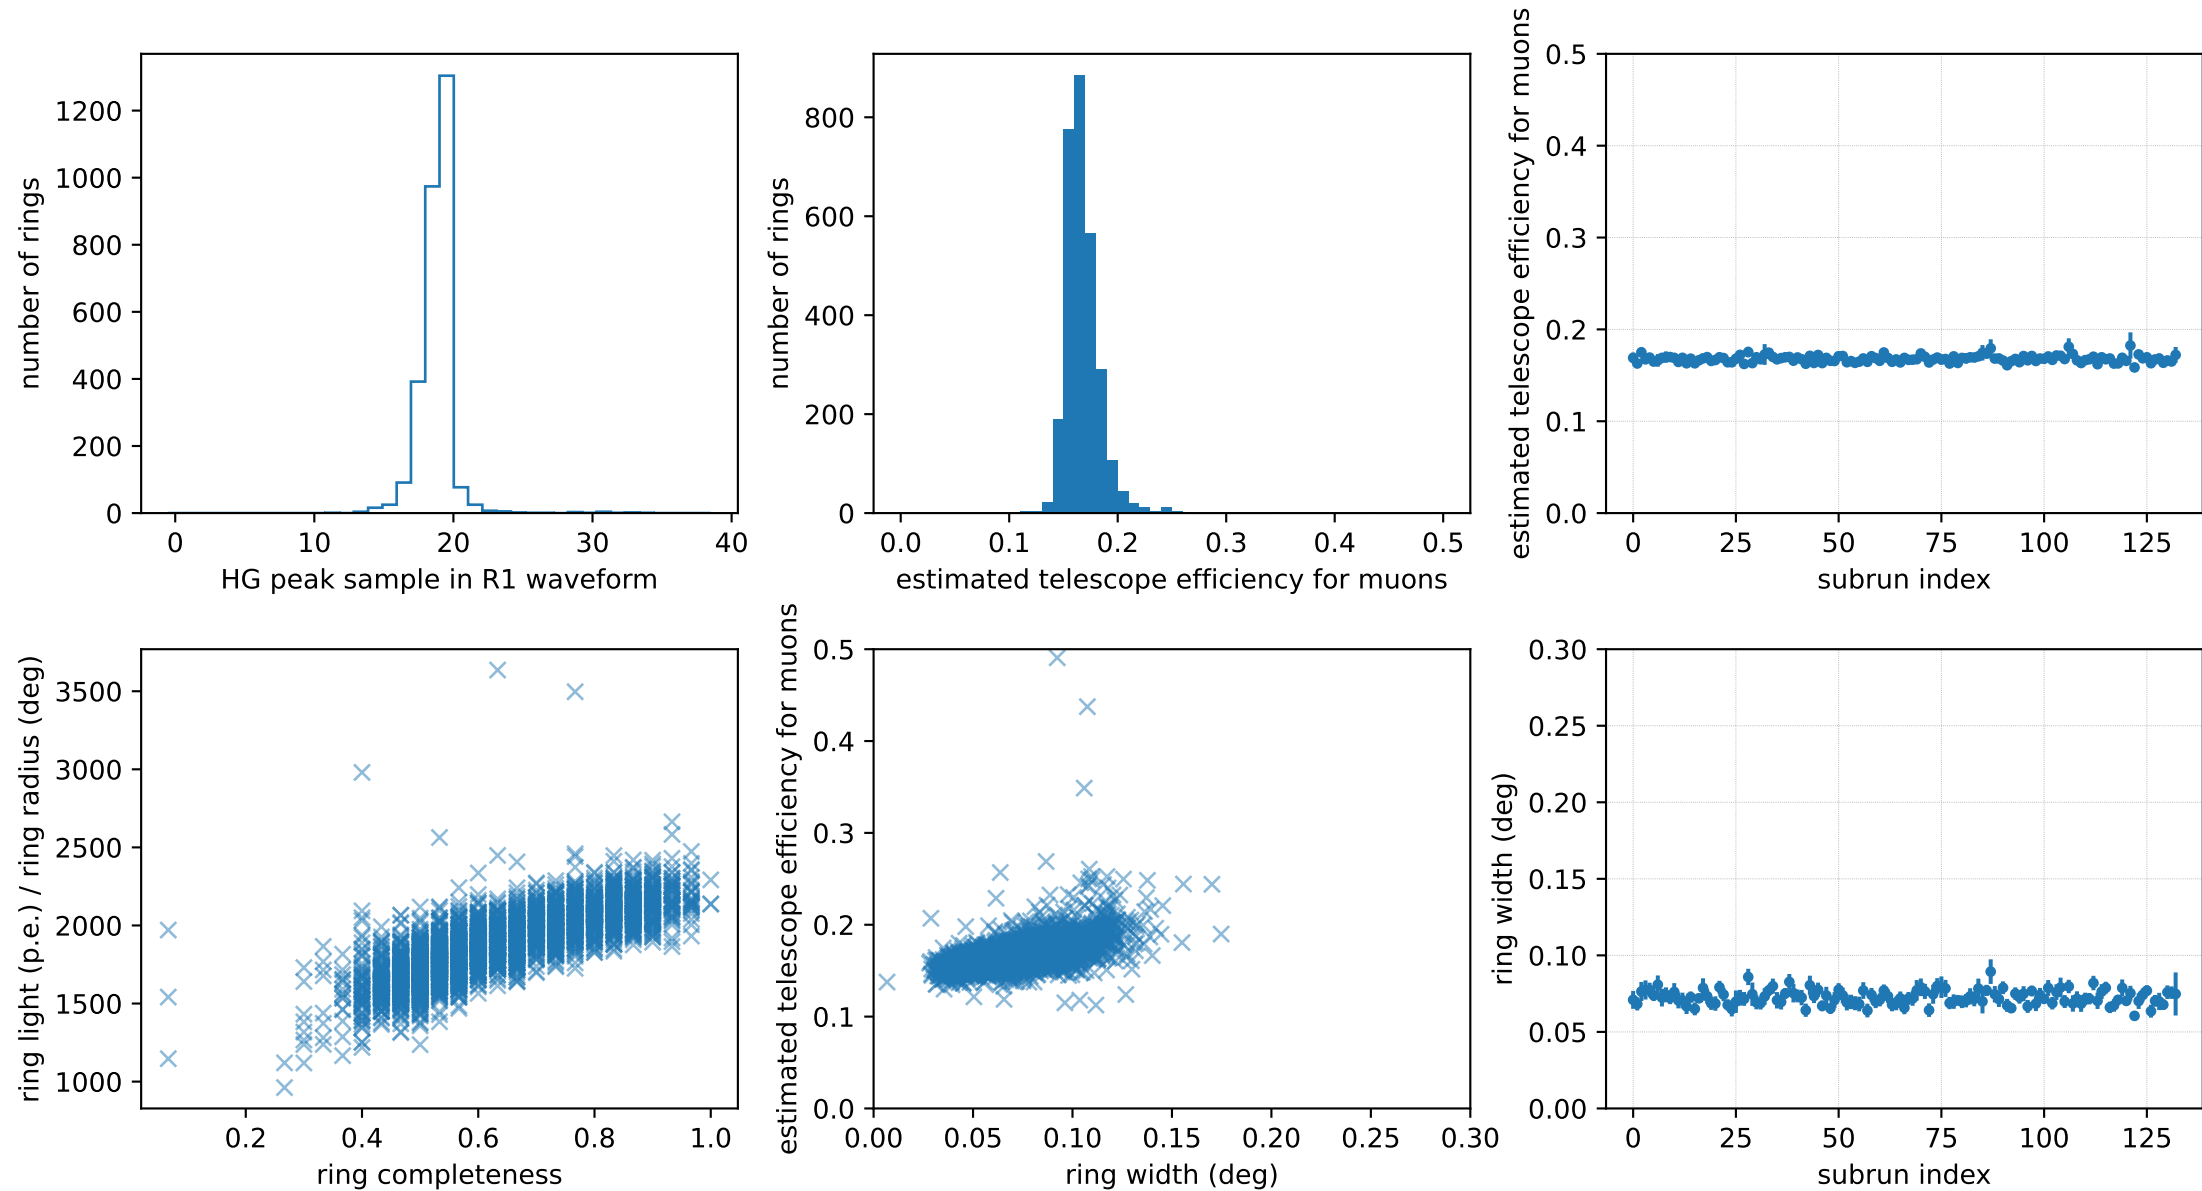 number of rings
1200
1000
800
600
400
200
0
0 10 20 30 40
HG peak sample in R1 waveform
number of rings
800
600
400
200
0
0.0 0.1 0.2 0.3 0.4 0.5
estimated telescope efficiency for muons
estimated telescope efficiency for muons
0.5
0.4
0.3
0.2
0.1
0.0
0 25 50 75 100 125
subrun index
ring light (p.e.) / ring radius (deg)
3500
3000
2500
2000
1500
1000
0.2 0.4 0.6 0.8 1.0
ring completeness
estimated telescope efficiency for muons
0.5
0.4
0.3
0.2
0.1
0.0
0.00 0.05 0.10 0.15 0.20 0.25 0.30
ring width (deg)
ring width (deg)
0.30
0.25
0.20
0.15
0.10
0.05
0.00
0 25 50 75 100 125
subrun index